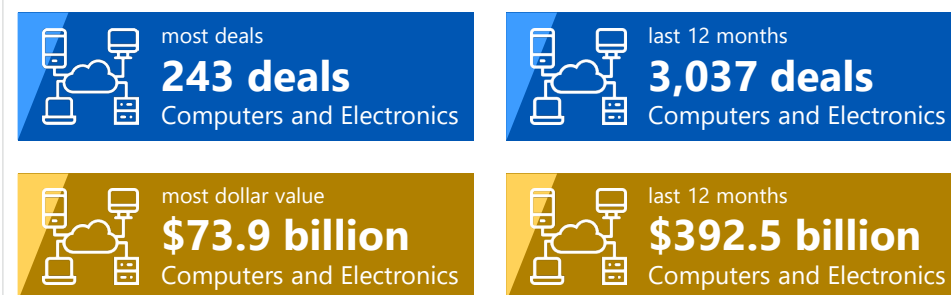 most deals
243 deals
Computers and Electronics
last 12 months
3,037 deals
Computers and Electronics
most dollar value
$73.9 billion
Computers and Electronics
last 12 months
$392.5 billion
Computers and Electronics